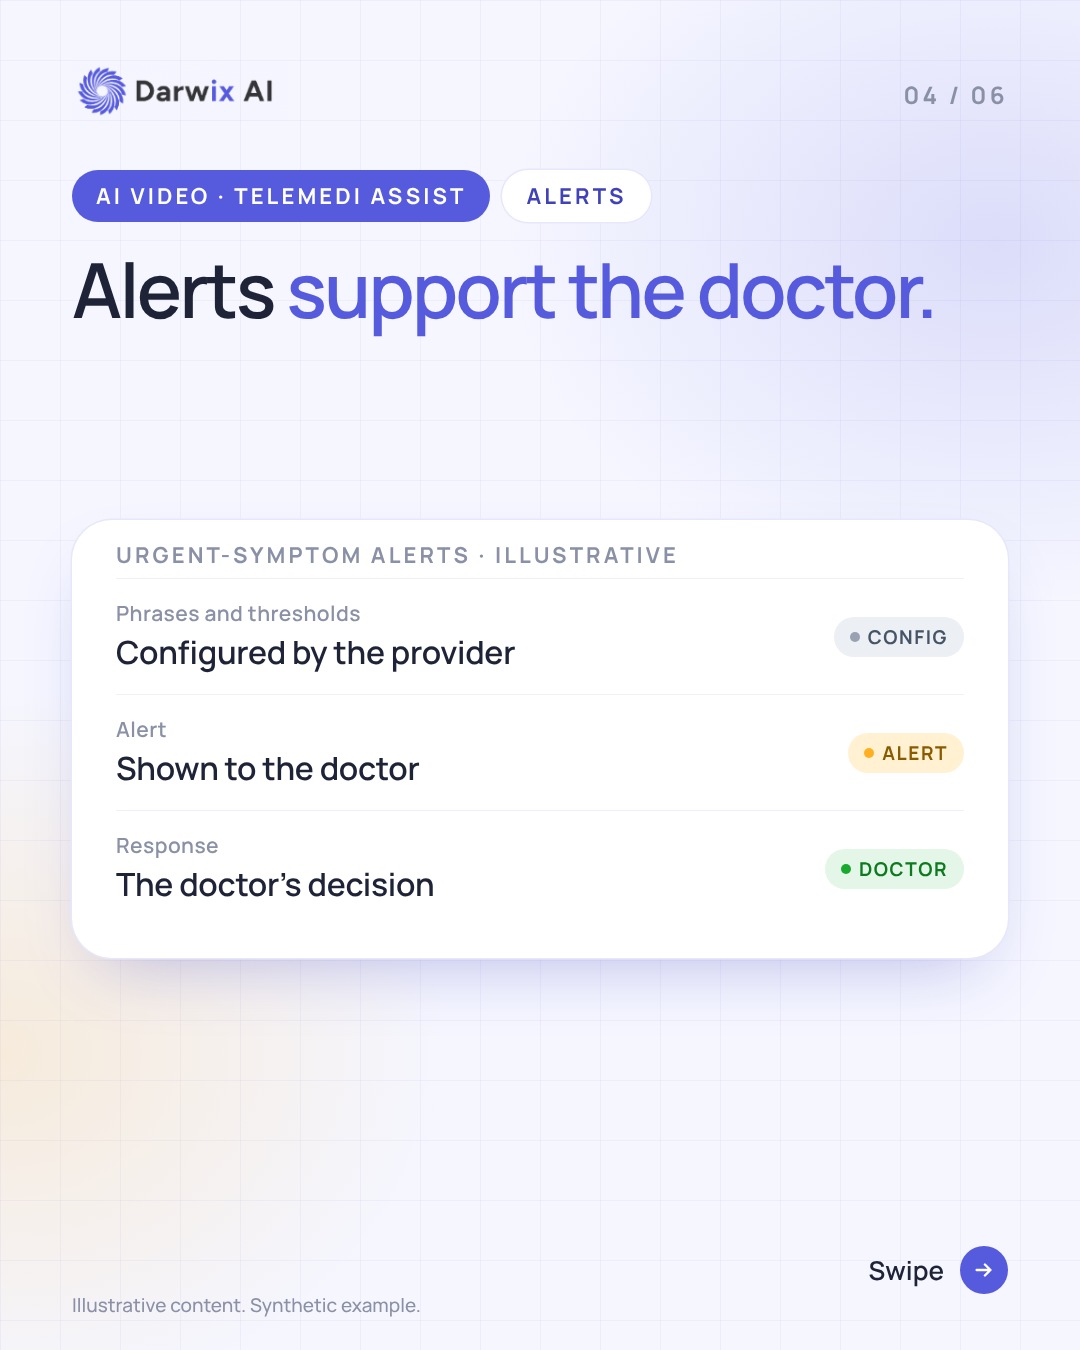 Darwix AI
04 / 06
AI VIDEO · TELEMEDI ASSIST
ALERTS
Alerts support the doctor.
URGENT-SYMPTOM ALERTS · ILLUSTRATIVE
Phrases and thresholds
Configured by the provider
CONFIG
Alert
Shown to the doctor
ALERT
Response
The doctor’s decision
DOCTOR
Swipe
Illustrative content. Synthetic example.